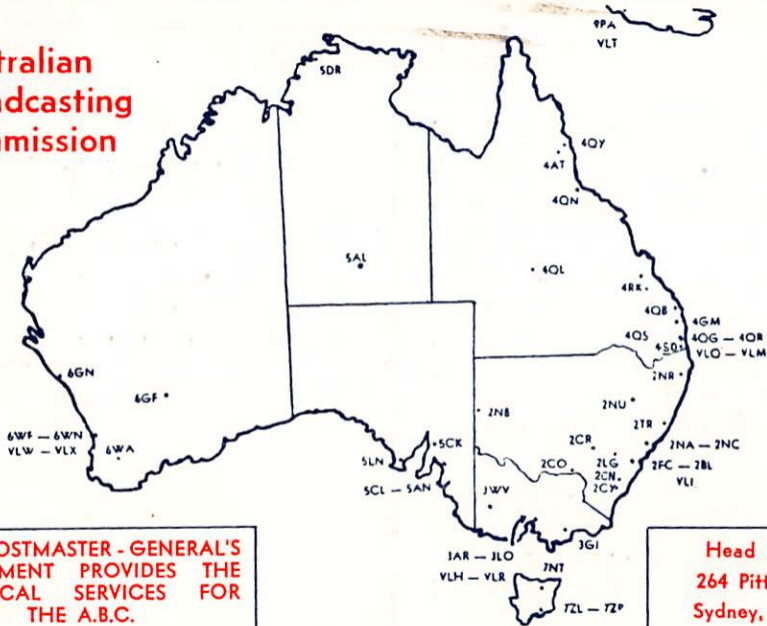 9PA
VLT
tralian
adcasting
mission
5DR
4QY
4AT
4QN
5AL
4QL
4RK
4QB
4GM
4QS
4QG — 4QR
4SO
VLQ — VLM
2NR
6GN
6GF
2NB
2NU
2TR
6WF — 6WN
VLW — VLX
6WA
5CK
2CR
2NA — 2NC
5LN
2CO
2LG
2FC — 2BL
5CL — 5AN
2CN
2CY
VLI
3WV
3GI
3AR — 3LO
VLH — VLR
7NT
7ZL — 7ZP
OSTMASTER - GENERAL'S
MENT PROVIDES THE
CAL SERVICES FOR
THE A.B.C.
Head
264 Pitt
Sydney,